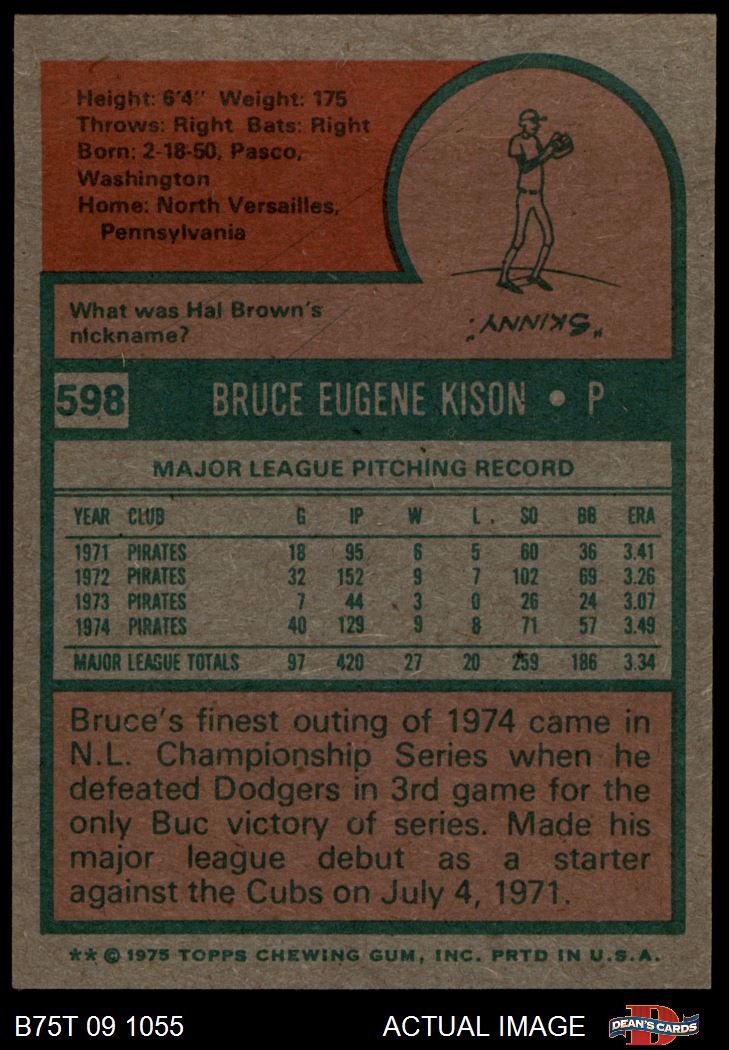 Height: 6'4" Weight: 175
Throws: Right Bats: Right
Born: 2-18-50, Pasco,
Washington
Home: North Versailles,
Pennsylvania
What was Hal Brown's
nickname?
"SKINNY."
598 BRUCE EUGENE KISON • P
MAJOR LEAGUE PITCHING RECORD
YEAR CLUB G IP W L SO BB ERA
1971 PIRATES 18 95 6 5 60 36 3.41
1972 PIRATES 32 152 9 7 102 69 3.26
1973 PIRATES 7 44 3 0 26 24 3.07
1974 PIRATES 40 129 9 8 71 57 3.49
MAJOR LEAGUE TOTALS 97 420 27 20 259 186 3.34
Bruce's finest outing of 1974 came in
N.L. Championship Series when he
defeated Dodgers in 3rd game for the
only Buc victory of series. Made his
major league debut as a starter
against the Cubs on July 4, 1971.
** © 1975 TOPPS CHEWING GUM, INC. PRTD IN U.S.A.
B75T 09 1055 ACTUAL IMAGE D DEAN'S CARDS